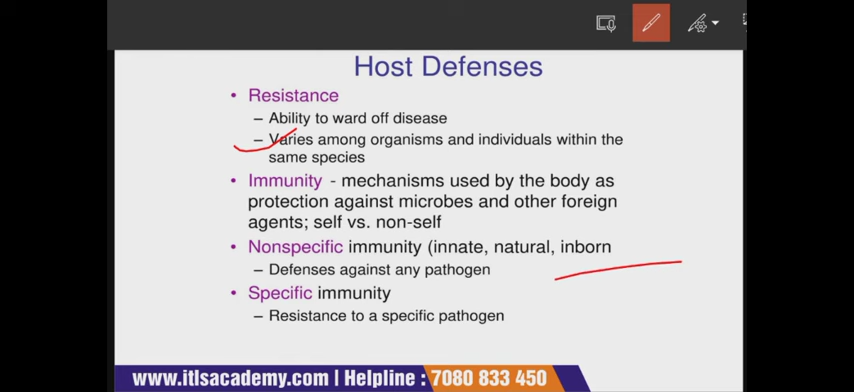 Host Defenses
• Resistance
– Ability to ward off disease
– Varies among organisms and individuals within the
same species
• Immunity - mechanisms used by the body as
protection against microbes and other foreign
agents; self vs. non-self
• Nonspecific immunity (innate, natural, inborn
– Defenses against any pathogen
• Specific immunity
– Resistance to a specific pathogen
www.itlsacademy.com | Helpline : 7080 833 450